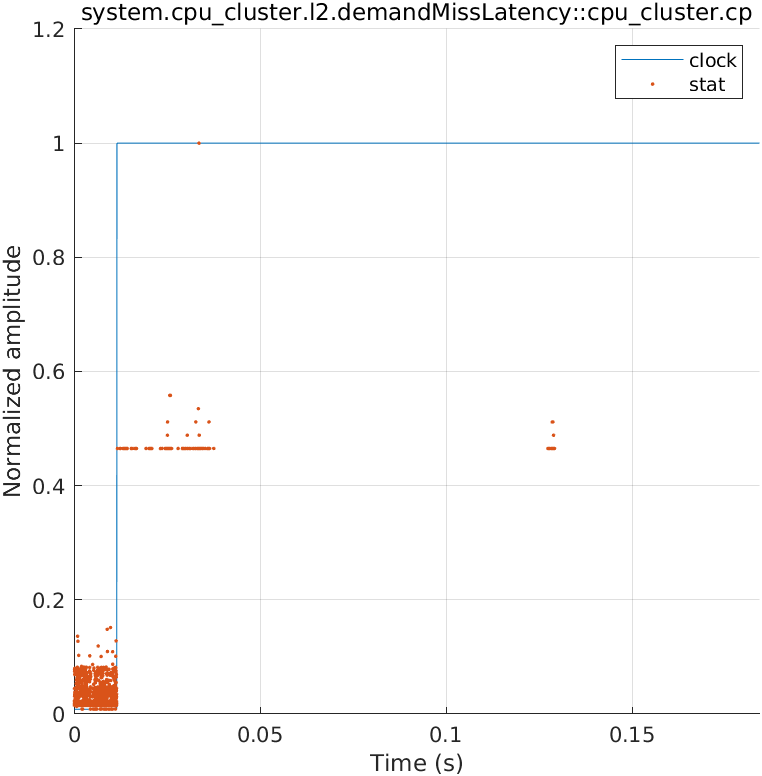 system.cpu_cluster.l2.demandMissLatency::cpu_cluster.cp
1.2
clock
stat
1
0.8
Normalized amplitude
0.6
0.4
0.2
0
0
0.05
0.1
0.15
Time (s)